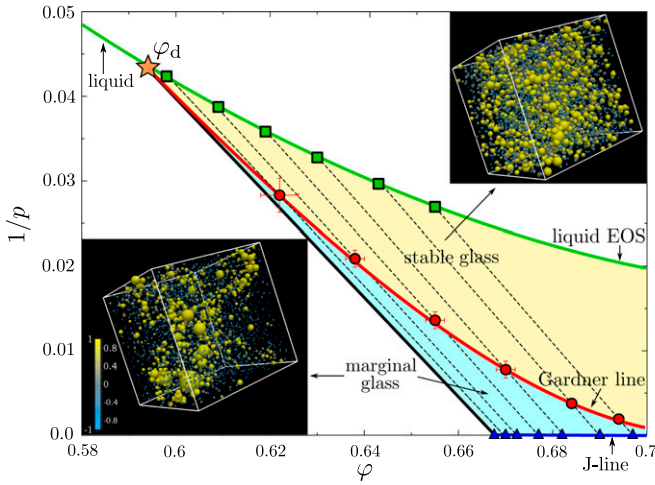 0.05
0.04
0.03
0.02
0.01
0.0
1/p
φd
liquid
liquid EOS
stable glass
marginal
glass
Gardner line
1
0.8
0.4
0
-0.4
-0.8
-1
0.58
0.6
0.62
0.64
0.66
0.68
0.7
φ
J-line